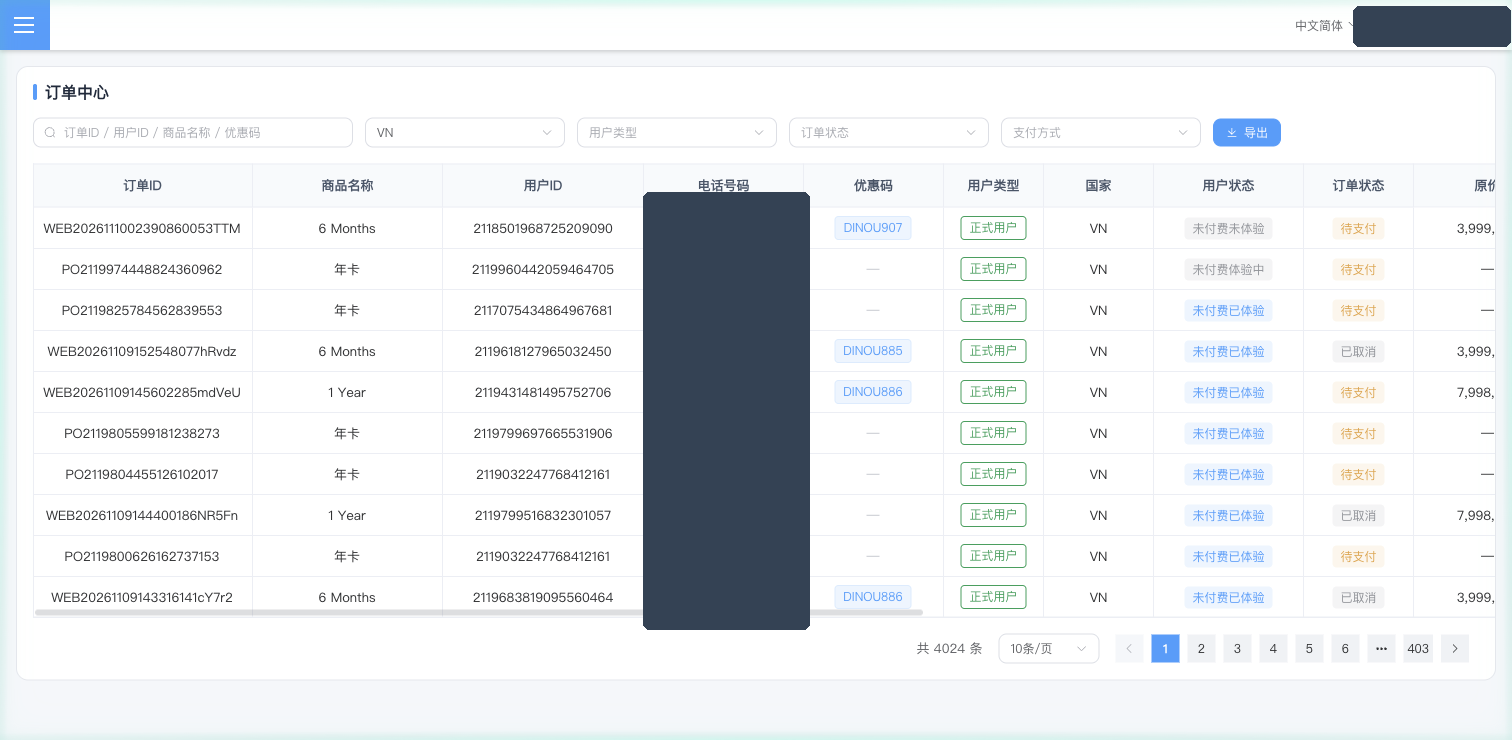 中文简体
订单中心
订单ID / 用户ID / 商品名称 / 优惠码 VN 用户类型 订单状态 支付方式 导出
订单ID 商品名称 用户ID 电话号码 优惠码 用户类型 国家 用户状态 订单状态 原价
WEB2026111002390860053TTM 6 Months 2118501968725209090 DINOU907 正式用户 VN 未付费未体验 待支付 3,999,
PO2119974448824360962 年卡 2119960442059464705 — 正式用户 VN 未付费体验中 待支付 —
PO2119825784562839553 年卡 2117075434864967681 — 正式用户 VN 未付费已体验 待支付 —
WEB20261109152548077hRvdz 6 Months 2119618127965032450 DINOU885 正式用户 VN 未付费已体验 已取消 3,999,
WEB20261109145602285mdVeU 1 Year 2119431481495752706 DINOU886 正式用户 VN 未付费已体验 待支付 7,998,
PO2119805599181238273 年卡 2119799697665531906 — 正式用户 VN 未付费已体验 待支付 —
PO2119804455126102017 年卡 2119032247768412161 — 正式用户 VN 未付费已体验 待支付 —
WEB20261109144400186NR5Fn 1 Year 2119799516832301057 — 正式用户 VN 未付费已体验 已取消 7,998,
PO2119800626162737153 年卡 2119032247768412161 — 正式用户 VN 未付费已体验 待支付 —
WEB20261109143316141cY7r2 6 Months 2119683819095560464 DINOU886 正式用户 VN 未付费已体验 已取消 3,999,
共 4024 条 10条/页 1 2 3 4 5 6 ••• 403